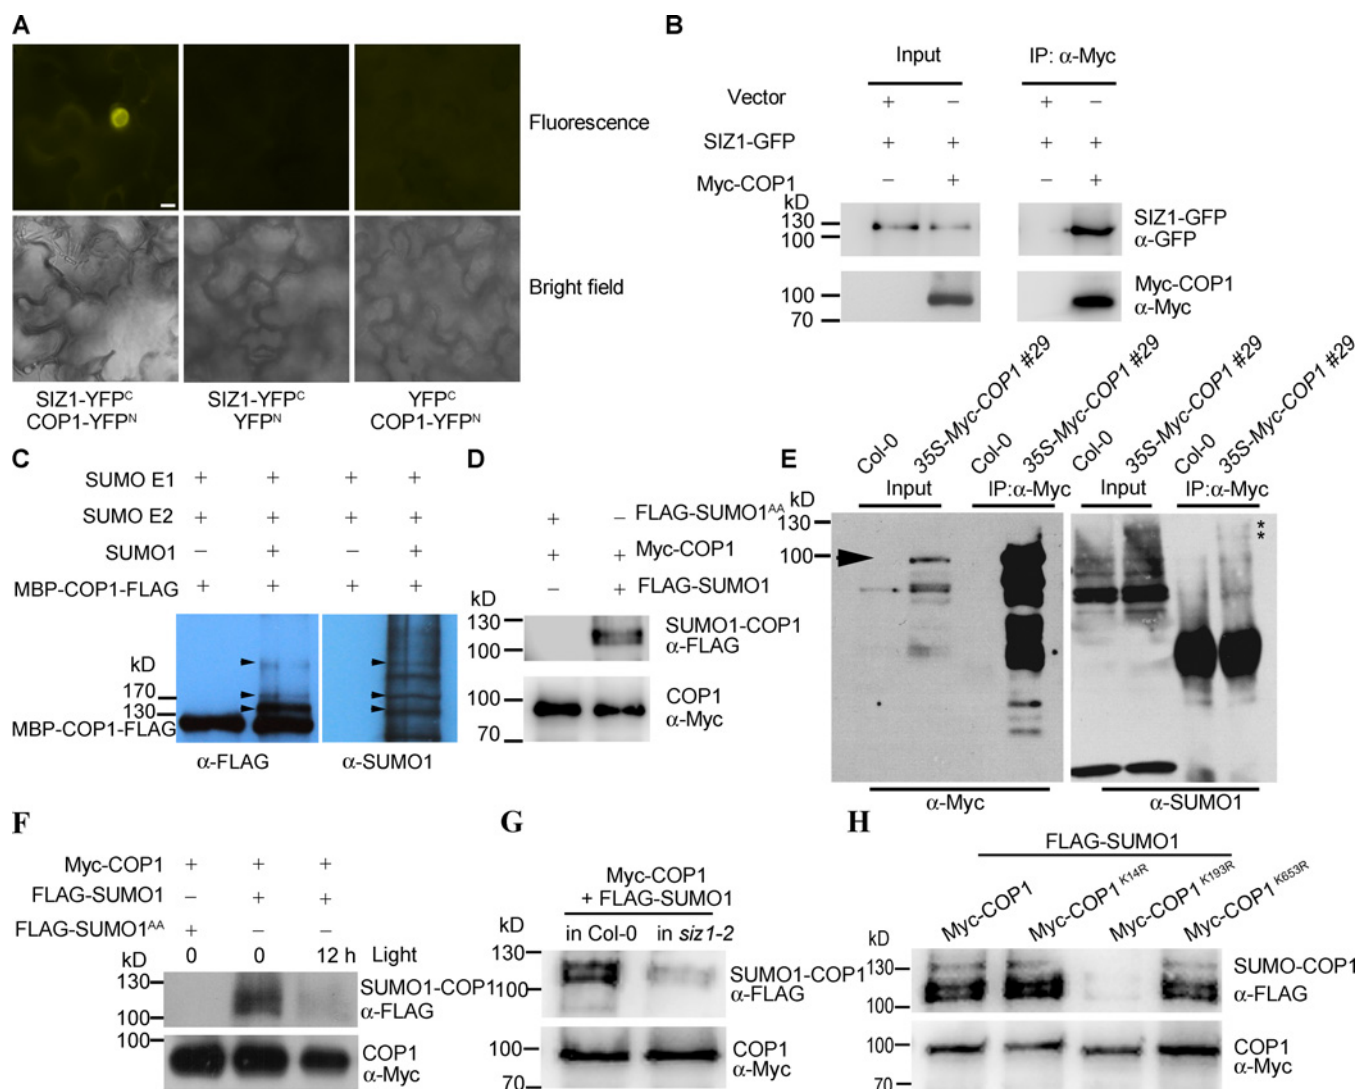 A
Fluorescence
Bright field
SIZ1-YFPC
COP1-YFPN
SIZ1-YFPC
YFPN
YFPC
COP1-YFPN
B
Input
IP: α-Myc
Vector + – + –
SIZ1-GFP + + + +
Myc-COP1 – + – +
kD
130
100
SIZ1-GFP
α-GFP
100
70
Myc-COP1
α-Myc
C
SUMO E1 + + + +
SUMO E2 + + + +
SUMO1 – + – +
MBP-COP1-FLAG + + + +
kD
170
130
MBP-COP1-FLAG
α-FLAG
α-SUMO1
D
+ – FLAG-SUMO1AA
+ + Myc-COP1
– + FLAG-SUMO1
kD
130
100
SUMO1-COP1
α-FLAG
100
70
COP1
α-Myc
E
Col-0
35S-Myc-COP1 #29
Col-0
35S-Myc-COP1 #29
Col-0
35S-Myc-COP1 #29
Col-0
35S-Myc-COP1 #29
Input
IP:α-Myc
Input
IP:α-Myc
kD
130
100
*
*
α-Myc
α-SUMO1
F
Myc-COP1 + + +
FLAG-SUMO1 – + +
FLAG-SUMO1AA + – –
kD 0 0 12 h Light
130
100
SUMO1-COP1
α-FLAG
100
COP1
α-Myc
G
Myc-COP1
+ FLAG-SUMO1
kD
in Col-0
in siz1-2
130
100
SUMO1-COP1
α-FLAG
100
70
COP1
α-Myc
H
FLAG-SUMO1
Myc-COP1
Myc-COP1 K14R
Myc-COP1 K193R
Myc-COP1 K653R
kD
130
100
SUMO-COP1
α-FLAG
100
70
COP1
α-Myc